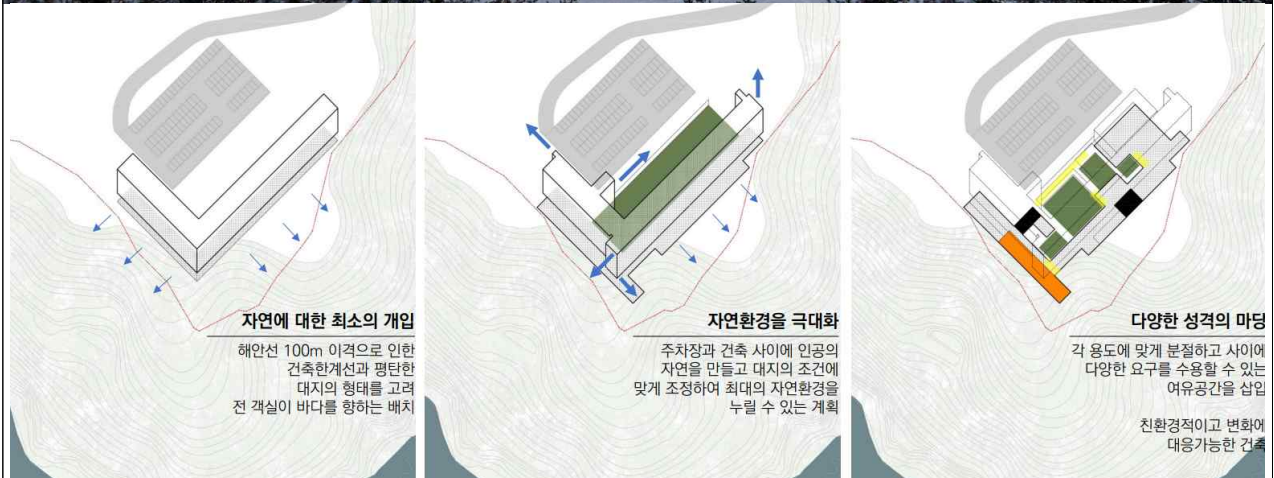 자연에 대한 최소의 개입
해안선 100m 이격으로 인한
건축한계선과 평탄한
대지의 형태를 고려
전 객실이 바다를 향하는 배치
자연환경을 극대화
주차장과 건축 사이에 인공의
자연을 만들고 대지의 조건에
맞게 조정하여 최대의 자연환경을
누릴 수 있는 계획
다양한 성격의 마당
각 용도에 맞게 분절하고 사이에
다양한 요구를 수용할 수 있는
여유공간을 삽입
친환경적이고 변화에
대응가능한 건축